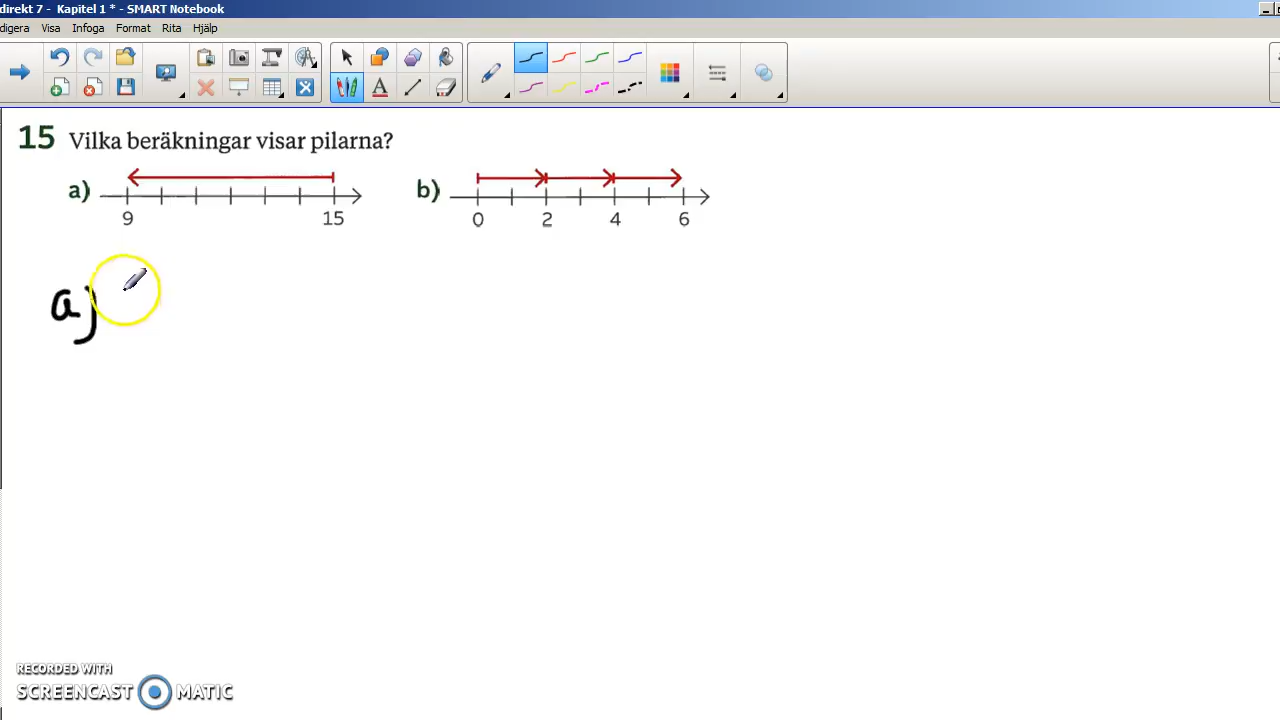 direkt 7 - Kapitel 1 * - SMART Notebook
digera Visa Infoga Format Rita Hjälp
15 Vilka beräkningar visar pilarna?
a) 9 15
b) 0 2 4 6
a)
RECORDED WITH
SCREENCAST MATIC